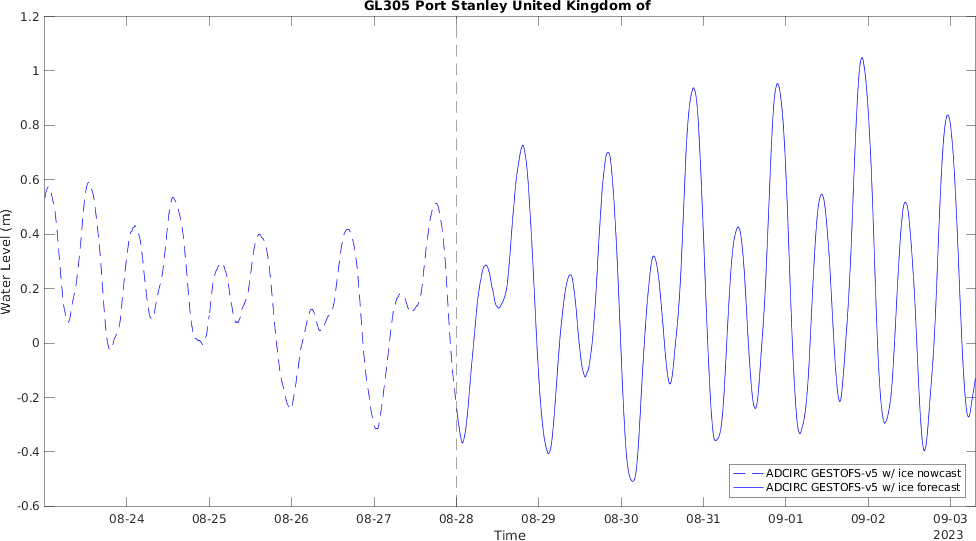 GL305 Port Stanley United Kingdom of
1.2
1
0.8
0.6
0.4
0.2
0
-0.2
-0.4
-0.6
Water Level (m)
ADCIRC GESTOFS-v5 w/ ice nowcast
ADCIRC GESTOFS-v5 w/ ice forecast
08-24 08-25 08-26 08-27 08-28 08-29 08-30 08-31 09-01 09-02 09-03
Time
2023